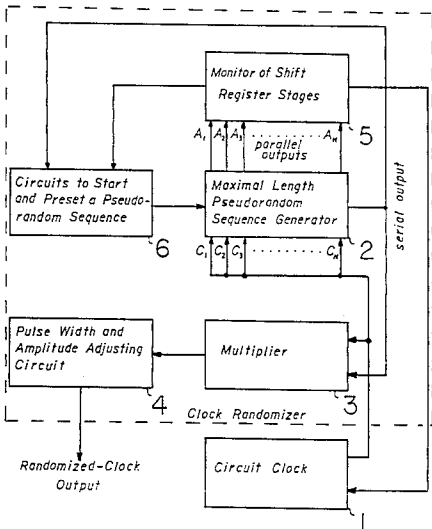 Monitor of Shift
Register Stages
5
A₁ A₂ A₃ ......... Aₙ
parallel
outputs
Circuits to Start
and Preset a Pseudo-
random Sequence
6
Maximal Length
Pseudorandom
Sequence Generator
2
serial output
C₁ C₂ C₃ ......... Cₙ
Pulse Width and
Amplitude Adjusting
Circuit
4
Multiplier
3
Clock Randomizer
Randomized-Clock
Output
Circuit Clock
1